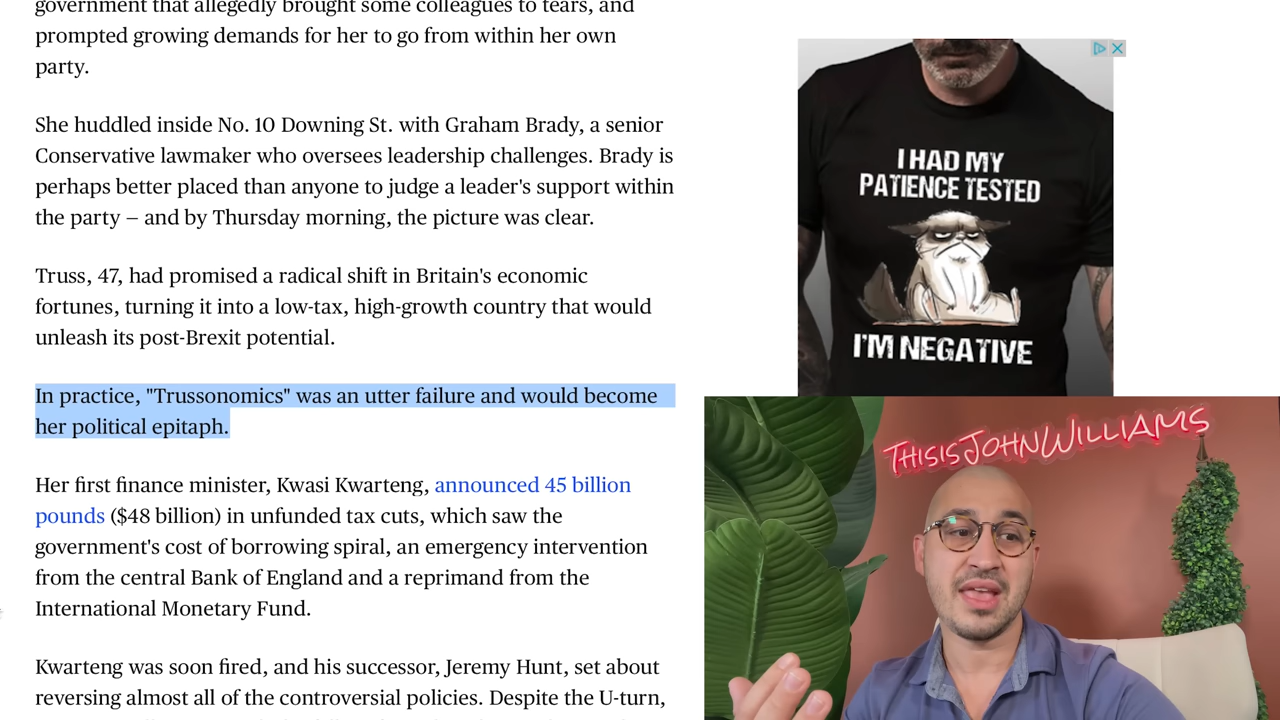 government that allegedly brought some colleagues to tears, and
prompted growing demands for her to go from within her own
party.
She huddled inside No. 10 Downing St. with Graham Brady, a senior
Conservative lawmaker who oversees leadership challenges. Brady is
perhaps better placed than anyone to judge a leader's support within
the party — and by Thursday morning, the picture was clear.
Truss, 47, had promised a radical shift in Britain's economic
fortunes, turning it into a low-tax, high-growth country that would
unleash its post-Brexit potential.
In practice, "Trussonomics" was an utter failure and would become
her political epitaph.
Her first finance minister, Kwasi Kwarteng, announced 45 billion
pounds ($48 billion) in unfunded tax cuts, which saw the
government's cost of borrowing spiral, an emergency intervention
from the central Bank of England and a reprimand from the
International Monetary Fund.
Kwarteng was soon fired, and his successor, Jeremy Hunt, set about
reversing almost all of the controversial policies. Despite the U-turn,
I HAD MY
PATIENCE TESTED
I'M NEGATIVE
THISISJOHNWILLIAMS